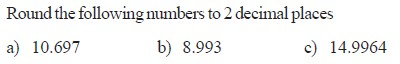 Round the following numbers to 2 decimal places
a) 10.697 b) 8.993 c) 14.9964